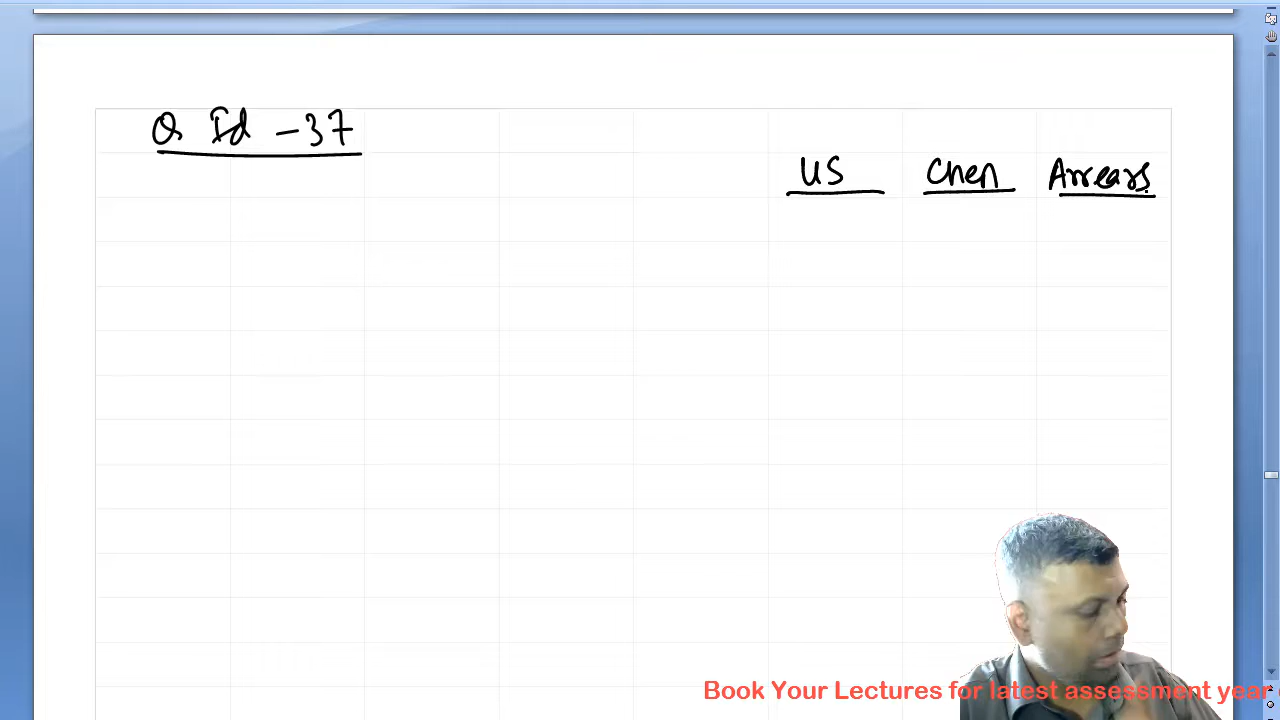 Q Id - 37
US Chen Arrears
Book Your Lectures for latest assessment year